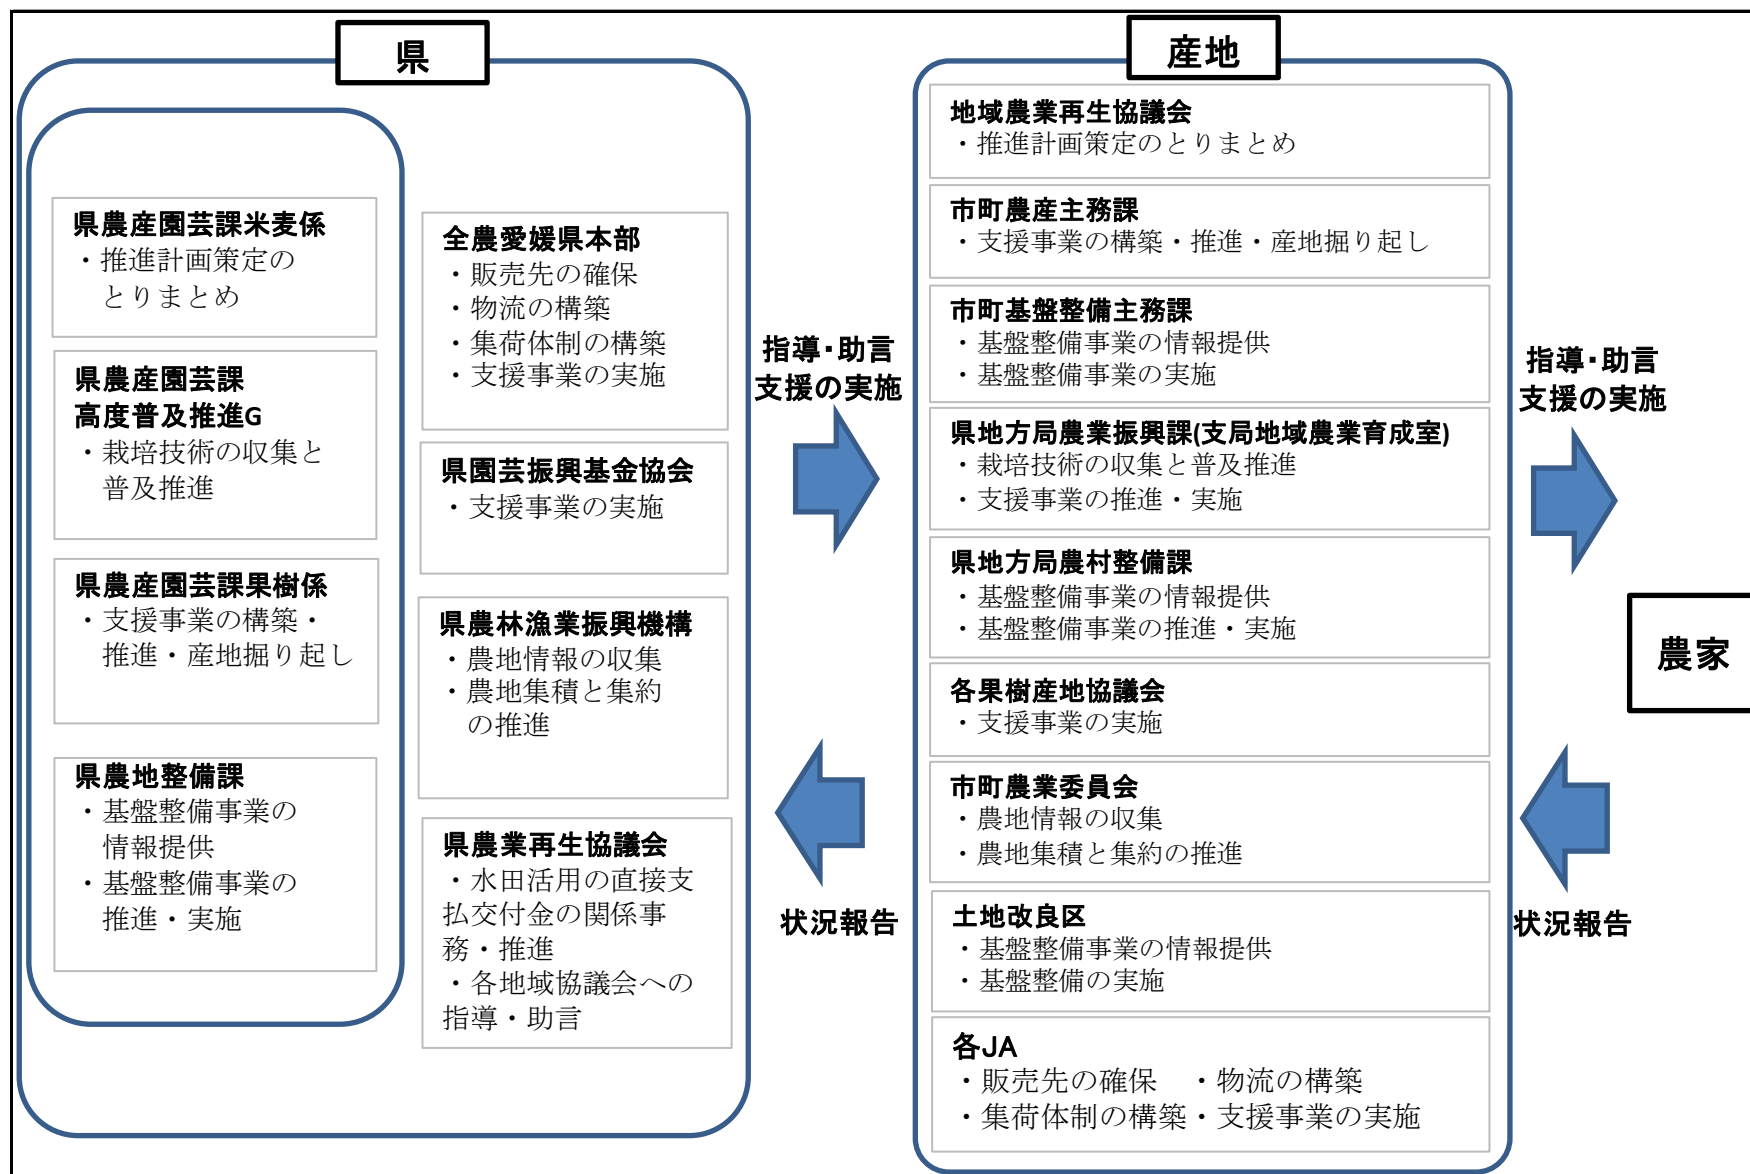 県
県農産園芸課米麦係
・推進計画策定の
とりまとめ
県農産園芸課
高度普及推進G
・栽培技術の収集と
普及推進
県農産園芸課果樹係
・支援事業の構築・
推進・産地掘り起し
県農地整備課
・基盤整備事業の
情報提供
・基盤整備事業の
推進・実施
全農愛媛県本部
・販売先の確保
・物流の構築
・集荷体制の構築
・支援事業の実施
県園芸振興基金協会
・支援事業の実施
県農林漁業振興機構
・農地情報の収集
・農地集積と集約
の推進
県農業再生協議会
・水田活用の直接支
払交付金の関係事
務・推進
・各地域協議会への
指導・助言
指導・助言
支援の実施
状況報告
産地
地域農業再生協議会
・推進計画策定のとりまとめ
市町農産主務課
・支援事業の構築・推進・産地掘り起し
市町基盤整備主務課
・基盤整備事業の情報提供
・基盤整備事業の実施
県地方局農業振興課(支局地域農業育成室)
・栽培技術の収集と普及推進
・支援事業の推進・実施
県地方局農村整備課
・基盤整備事業の情報提供
・基盤整備事業の推進・実施
各果樹産地協議会
・支援事業の実施
市町農業委員会
・農地情報の収集
・農地集積と集約の推進
土地改良区
・基盤整備事業の情報提供
・基盤整備の実施
各JA
・販売先の確保　・物流の構築
・集荷体制の構築・支援事業の実施
指導・助言
支援の実施
農家
状況報告